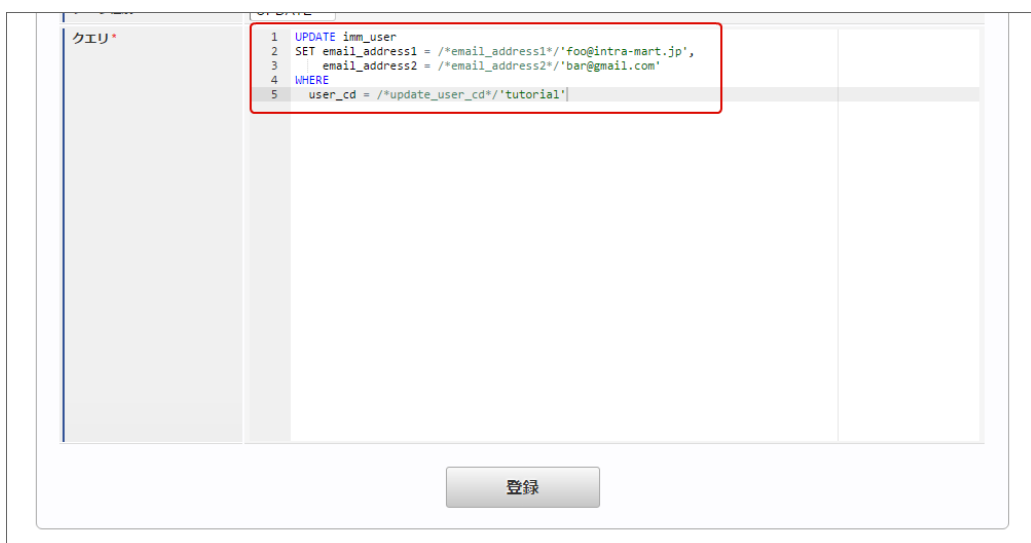 UPDATE
クエリ*
1 UPDATE imm_user
2 SET email_address1 = /*email_address1*/'foo@intra-mart.jp',
3 email_address2 = /*email_address2*/'bar@gmail.com'
4 WHERE
5 user_cd = /*update_user_cd*/'tutorial'
登録